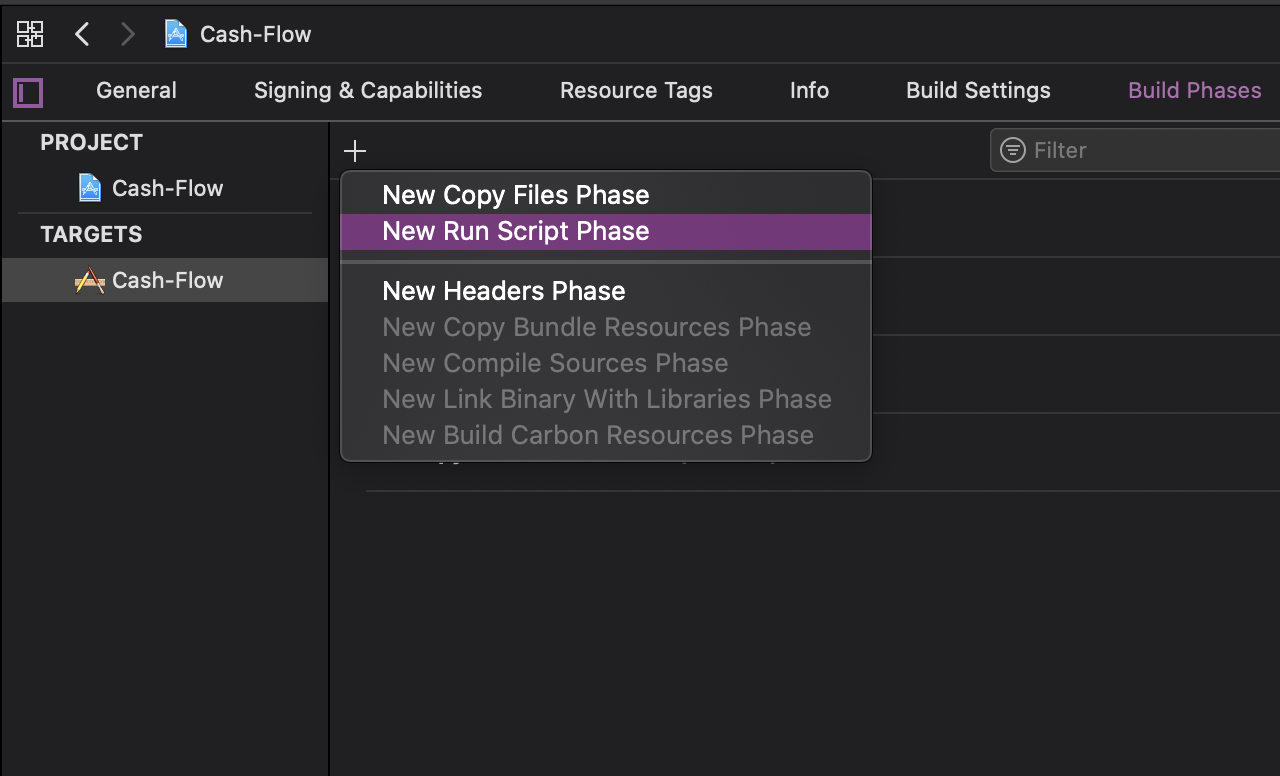 Cash-Flow
General Signing & Capabilities Resource Tags Info Build Settings Build Phases
PROJECT
Cash-Flow
TARGETS
Cash-Flow
Filter
New Copy Files Phase
New Run Script Phase
New Headers Phase
New Copy Bundle Resources Phase
New Compile Sources Phase
New Link Binary With Libraries Phase
New Build Carbon Resources Phase